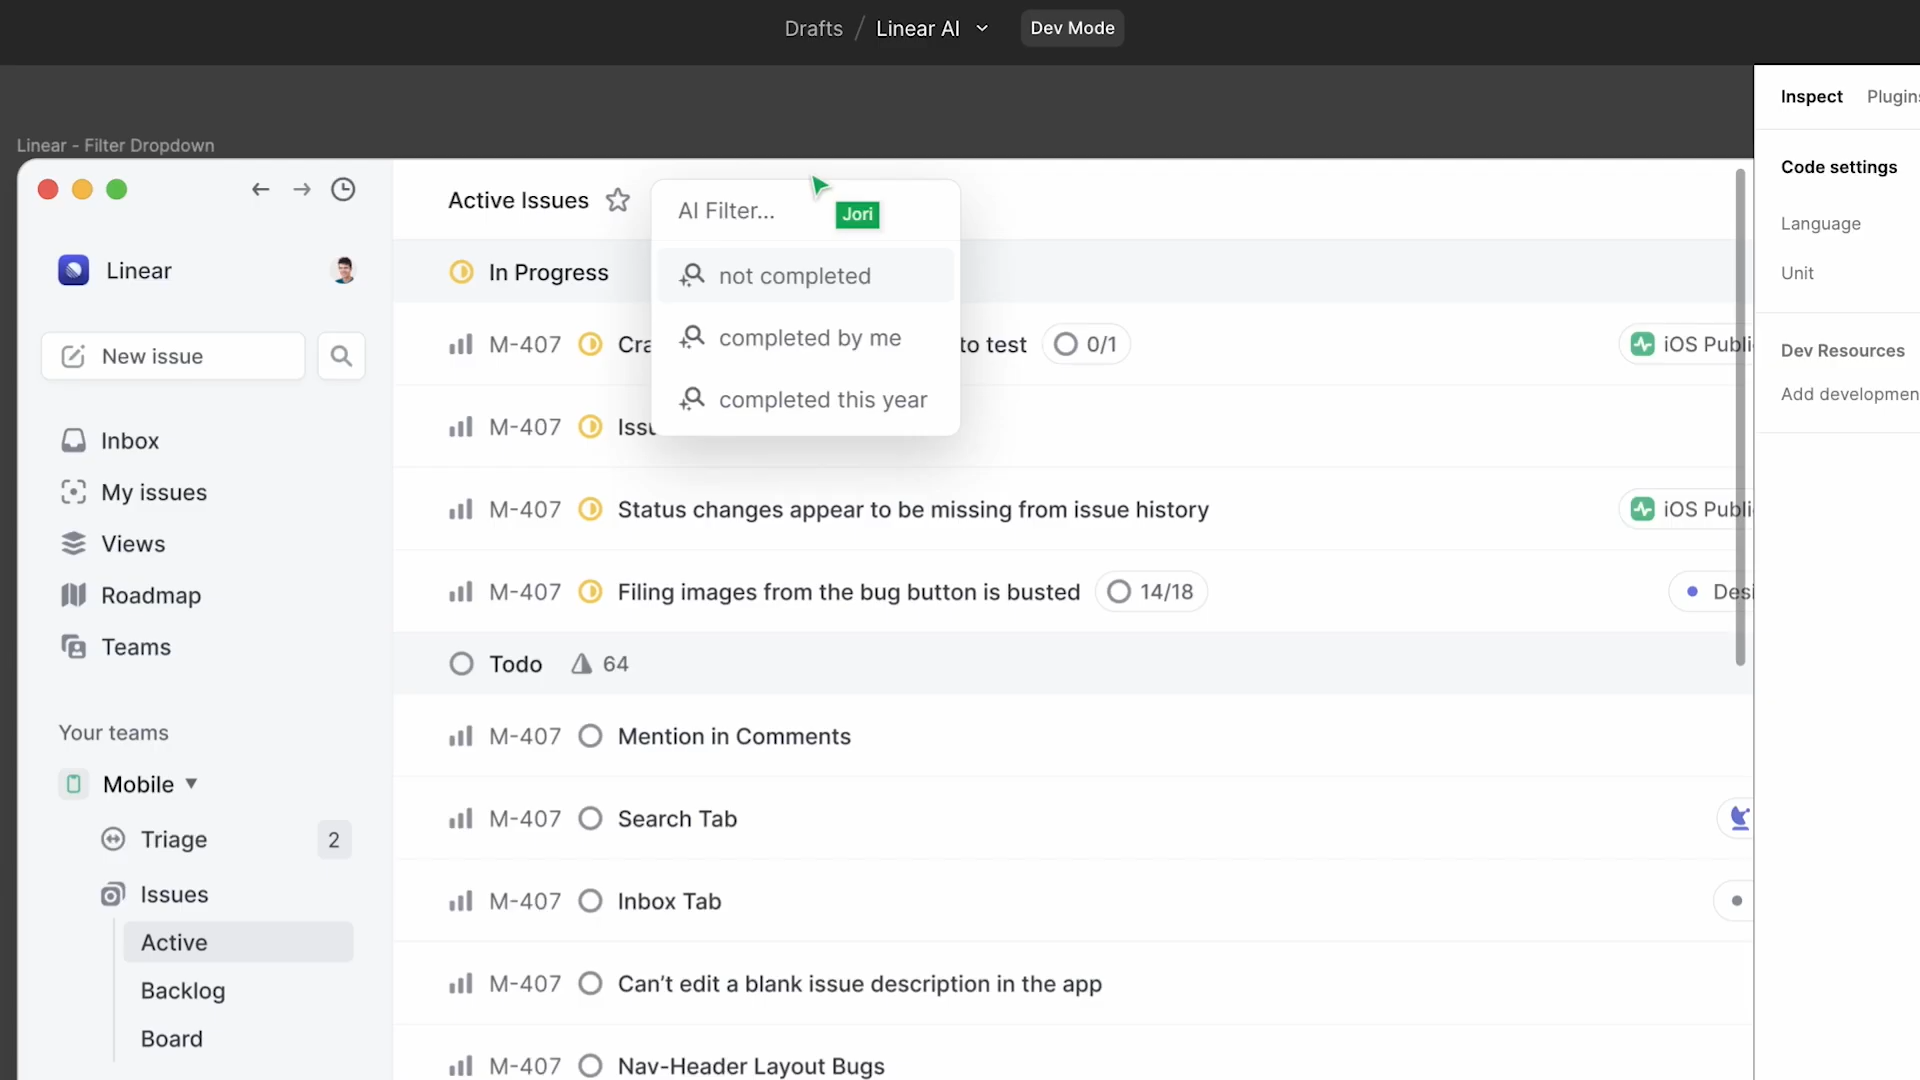 Drafts / Linear AI
Dev Mode
Inspect
Plugins
Code settings
Language
Unit
Dev Resources
Add developmen
Linear - Filter Dropdown
Linear
New issue
Inbox
My issues
Views
Roadmap
Teams
Your teams
Mobile
Triage 2
Issues
Active
Backlog
Board
Active Issues
AI Filter...
Jori
not completed
completed by me
completed this year
In Progress
M-407 Cra to test 0/1 iOS Publi
M-407 Issu
M-407 Status changes appear to be missing from issue history iOS Publi
M-407 Filing images from the bug button is busted 14/18 Desi
Todo 64
M-407 Mention in Comments
M-407 Search Tab
M-407 Inbox Tab
M-407 Can’t edit a blank issue description in the app
M-407 Nav-Header Layout Bugs